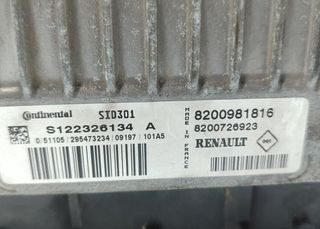 Continental SID301
S122326134 A
0/51105/295473234/09197/101A5
MADE IN FRANCE
8200981816
8200726923
RENAULT